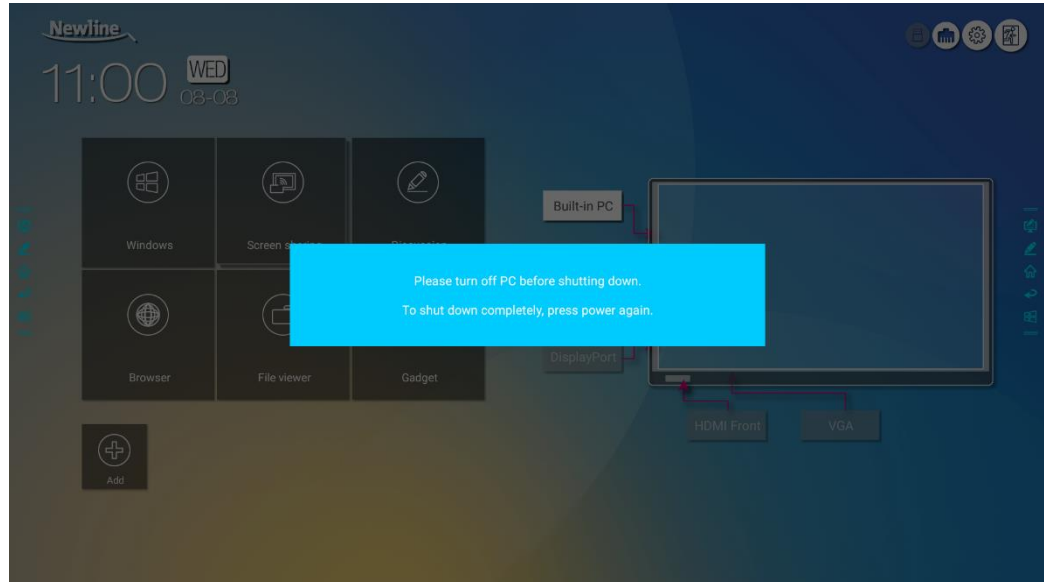 Newline
11:00 WED
08-08
Windows
Screen sharing
Built-in PC
Please turn off PC before shutting down.
To shut down completely, press power again.
DisplayPort
Browser
File viewer
Gadget
HDMI Front
VGA
Add